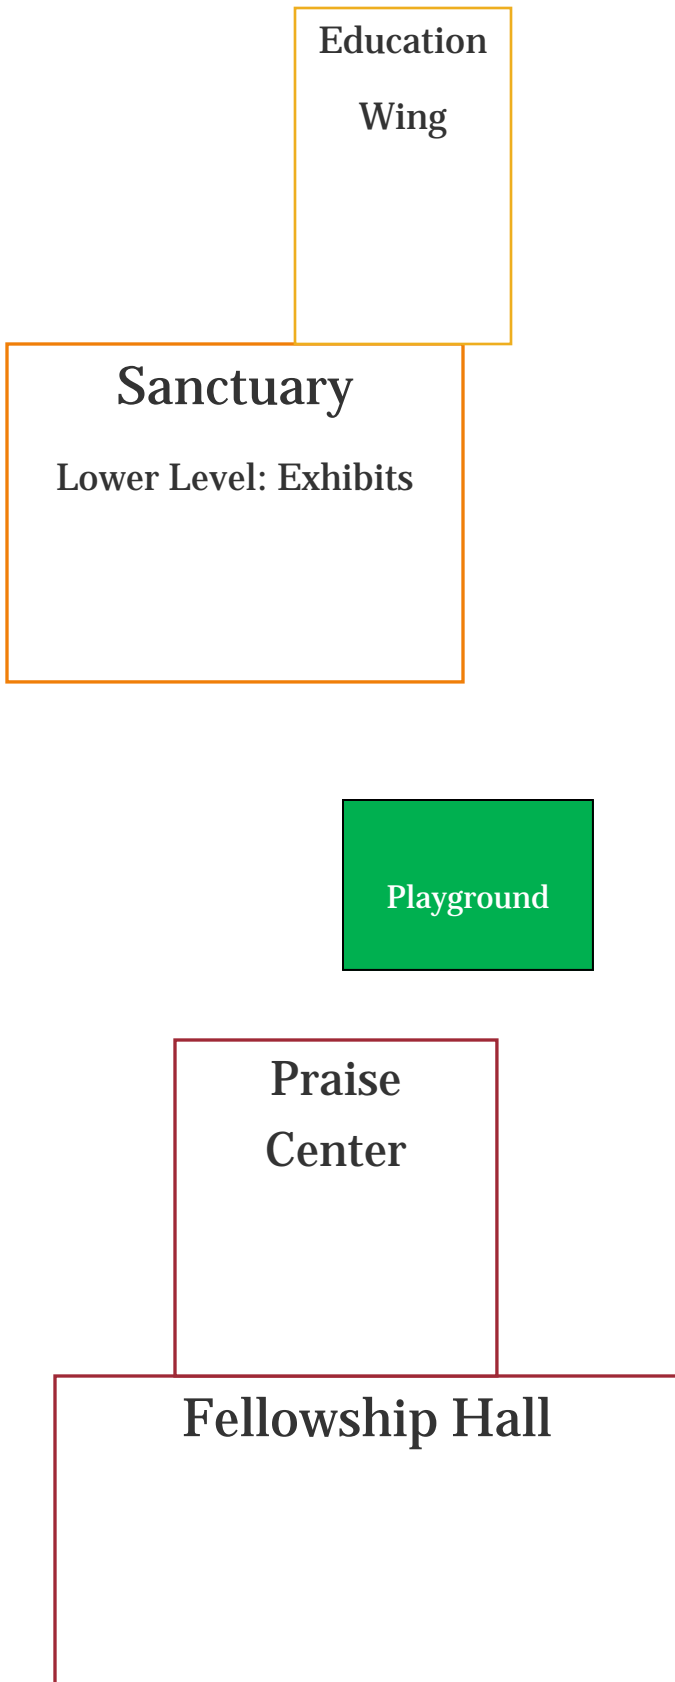 Education
Wing
Sanctuary
Lower Level: Exhibits
Playground
Praise
Center
Fellowship Hall